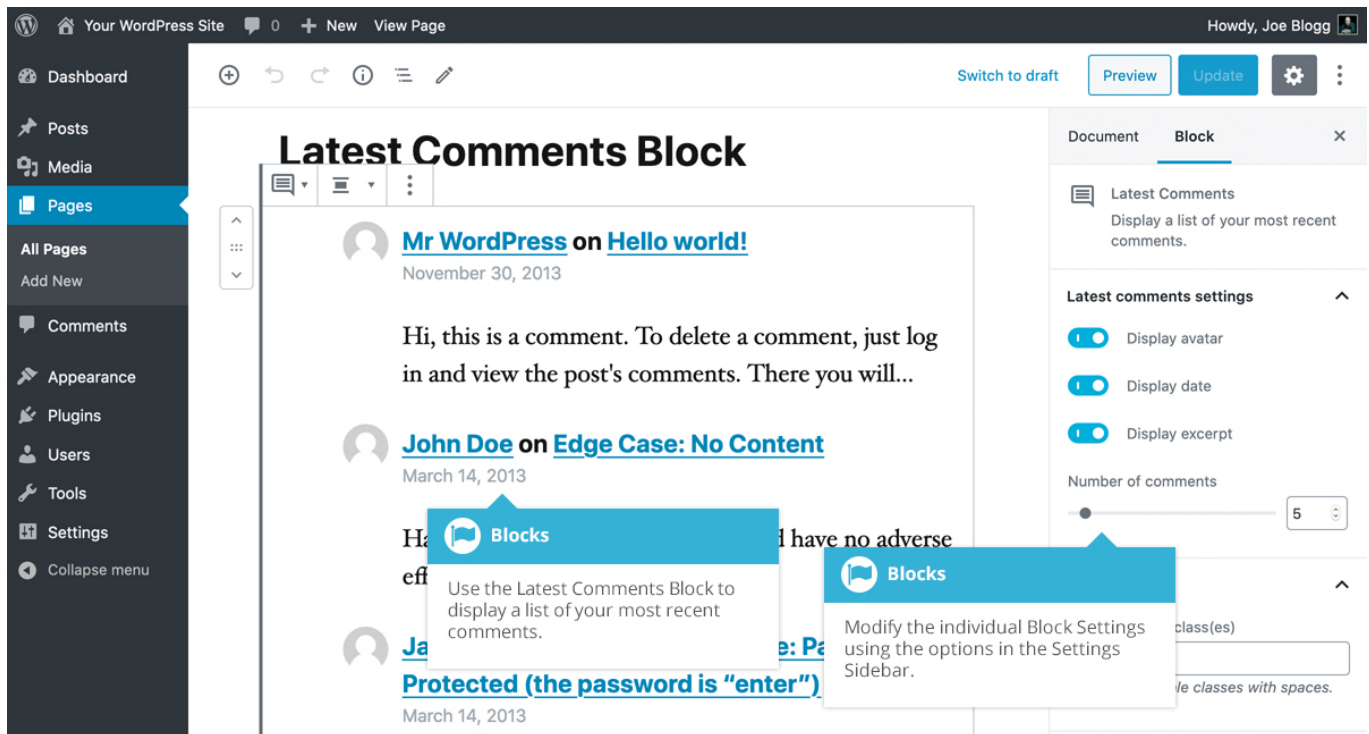 Your WordPress Site 0 + New View Page Howdy, Joe Blogg
Dashboard
Posts
Media
Pages
All Pages
Add New
Comments
Appearance
Plugins
Users
Tools
Settings
Collapse menu
Switch to draft Preview Update
Latest Comments Block
Mr WordPress on Hello world!
November 30, 2013
Hi, this is a comment. To delete a comment, just log
in and view the post's comments. There you will...
John Doe on Edge Case: No Content
March 14, 2013
have no adverse
Protected (the password is “enter”)
March 14, 2013
Blocks
Use the Latest Comments Block to
display a list of your most recent
comments.
Document Block
Latest Comments
Display a list of your most recent
comments.
Latest comments settings
Display avatar
Display date
Display excerpt
Number of comments
5
Blocks
Modify the individual Block Settings
using the options in the Settings
Sidebar.
class(es)
classes with spaces.